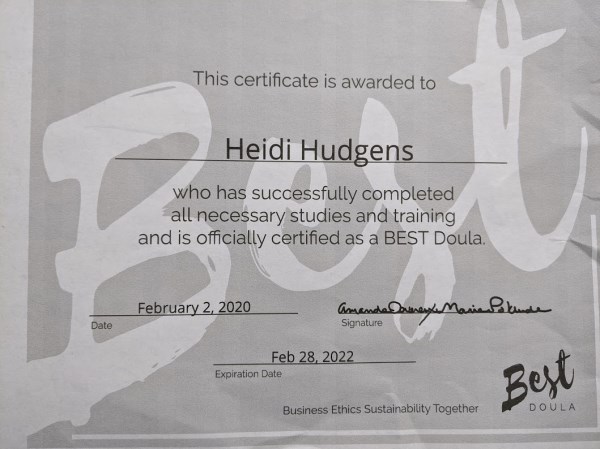 Best
This certificate is awarded to
Heidi Hudgens
who has successfully completed
all necessary studies and training
and is officially certified as a BEST Doula.
February 2, 2020
Date
Signature
Feb 28, 2022
Expiration Date
Business Ethics Sustainability Together
Best
DOULA